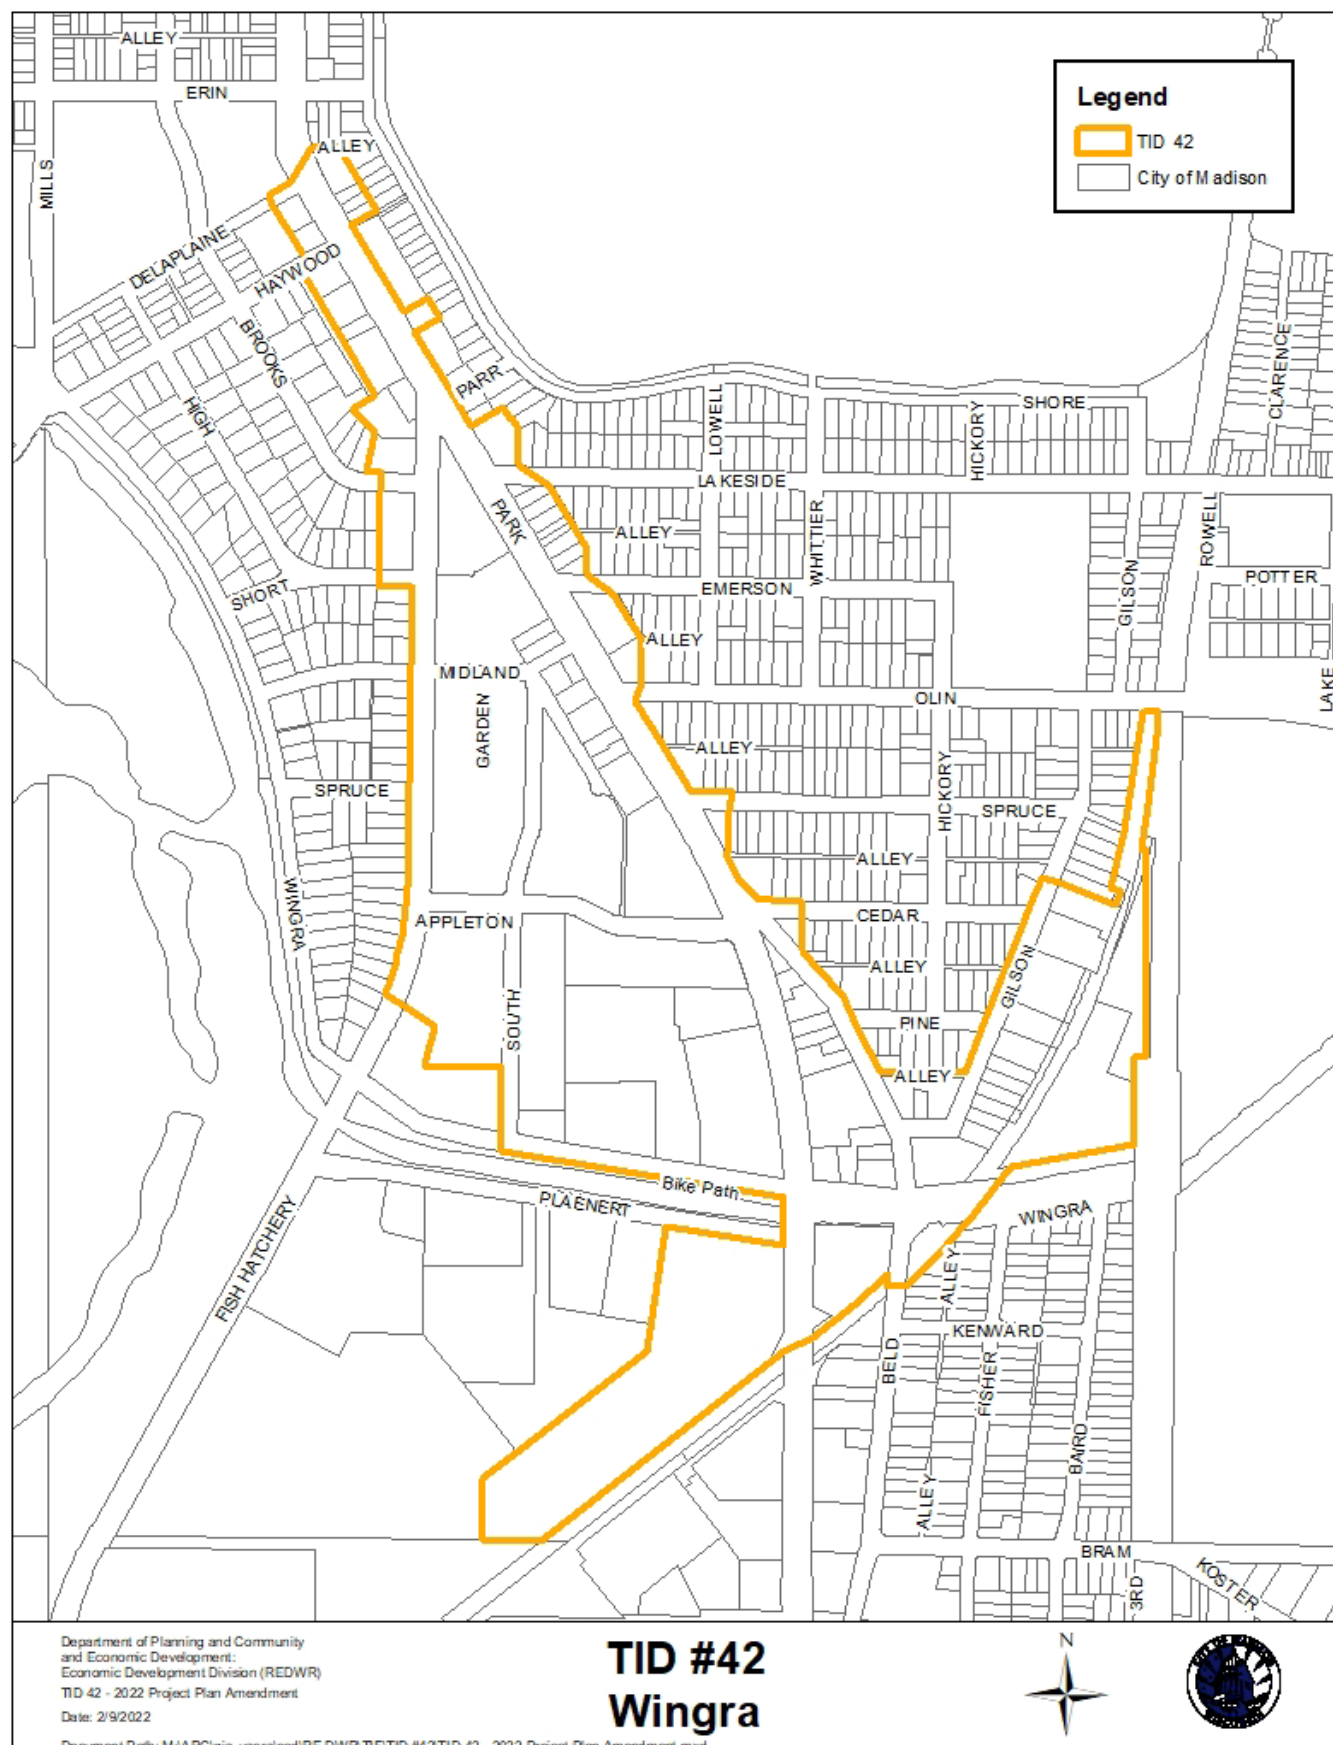 ALLEY
ERIN
Legend
TID 42
City of Madison
ALLEY
MILLS
DELAPLAINE
HAYWOOD
BROOKS
HIGH
PARR
CLARENCE
SHORE
LOWELL
HICKORY
LAKESIDE
PARK
ALLEY
WHITTIER
ROWELL
GILSON
POTTER
EMERSON
SHORT
ALLEY
MIDLAND
OLIN
LAKE
GARDEN
ALLEY
HICKORY
SPRUCE
SPRUCE
ALLEY
WINGRA
APPLETON
CEDAR
ALLEY
GILSON
SOUTH
PINE
ALLEY
Bike Path
PLAENERT
WINGRA
FISH HATCHERY
ALLEY
KENWARD
BELD
FISHER
BAIRD
ALLEY
BRAM
KOSTER
3RD
Department of Planning and Community
and Economic Development:
Economic Development Division (REDWR)
TID 42 - 2022 Project Plan Amendment
Date: 2/9/2022
TID #42
Wingra
N